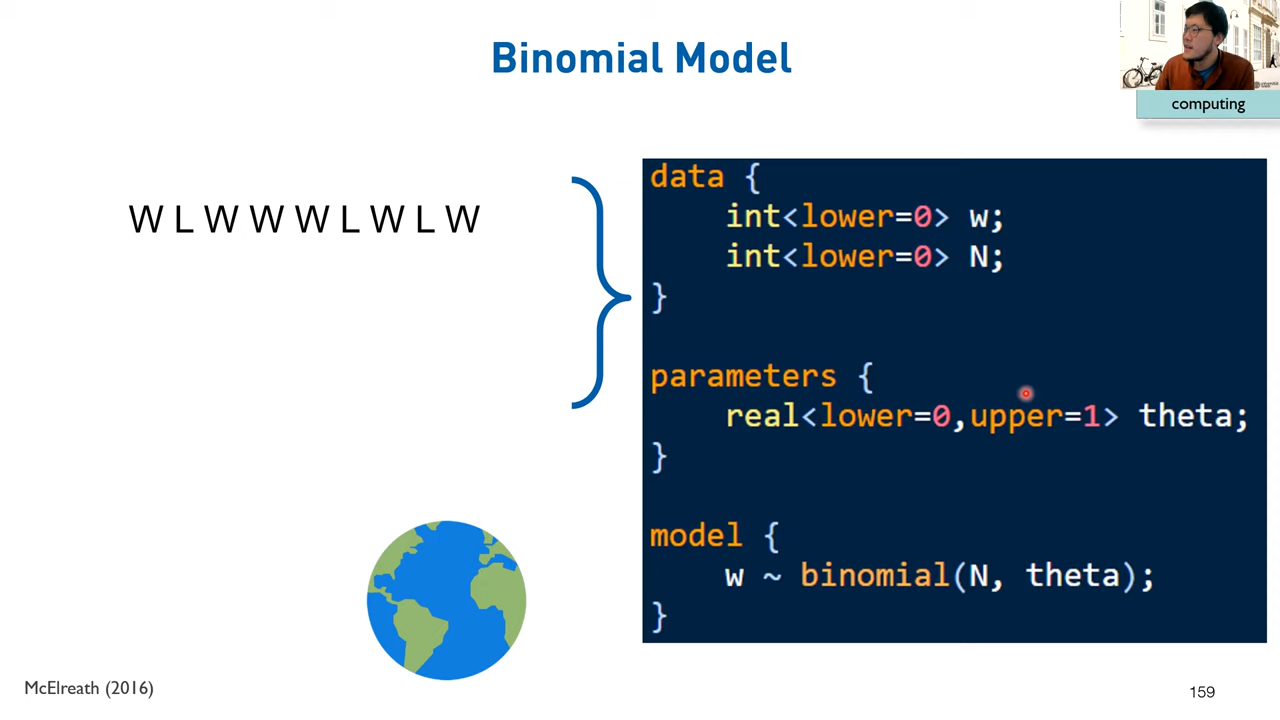 Binomial Model
computing
W L W W W L W L W
data {
    int<lower=0> w;
    int<lower=0> N;
}
parameters {
    real<lower=0,upper=1> theta;
}
model {
    w ~ binomial(N, theta);
}
McElreath (2016)
159